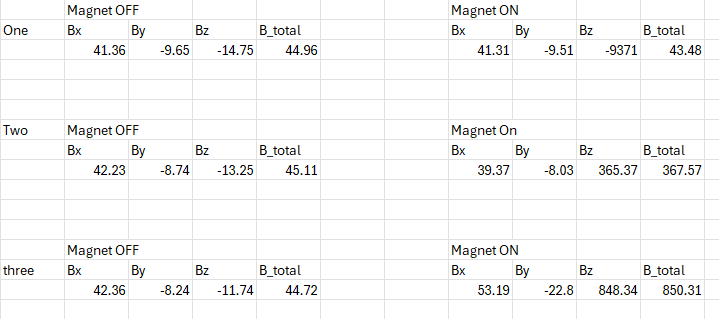 Magnet OFF Magnet ON
One Bx By Bz B_total Bx By Bz B_total
41.36 -9.65 -14.75 44.96 41.31 -9.51 -9371 43.48
Two Magnet OFF Magnet On
Bx By Bz B_total Bx By Bz B_total
42.23 -8.74 -13.25 45.11 39.37 -8.03 365.37 367.57
Magnet OFF Magnet ON
three Bx By Bz B_total Bx By Bz B_total
42.36 -8.24 -11.74 44.72 53.19 -22.8 848.34 850.31